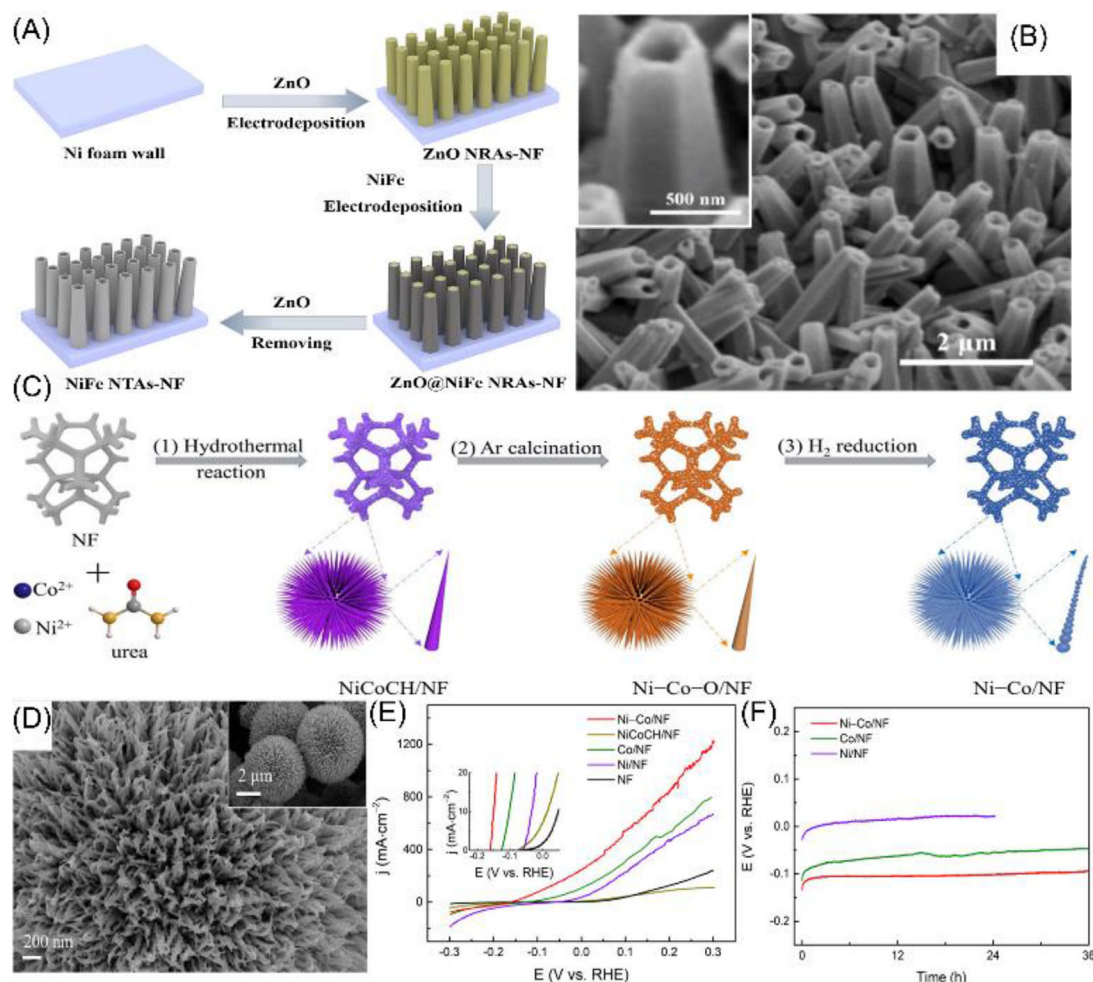 (A)
ZnO
Electrodeposition
Ni foam wall
ZnO NRAs-NF
NiFe
Electrodeposition
ZnO
Removing
NiFe NTAs-NF
ZnO@NiFe NRAs-NF
(B)
500 nm
2 μm
(C)
(1) Hydrothermal
reaction
(2) Ar calcination
(3) H₂ reduction
NF
+
Co²⁺
Ni²⁺
urea
NiCoCH/NF
Ni−Co−O/NF
Ni−Co/NF
(D)
2 μm
200 nm
(E)
j (mA·cm⁻²)
1200
800
400
0
Ni−Co/NF
NiCoCH/NF
Co/NF
Ni/NF
NF
j (mA·cm⁻²)
20
10
0
-0.2 -0.1 0.0
E (V vs. RHE)
-0.3 -0.2 -0.1 0.0 0.1 0.2 0.3
E (V vs. RHE)
(F)
E (V vs. RHE)
0.2
0.1
0.0
-0.1
-0.2
Ni−Co/NF
Co/NF
Ni/NF
0 12 24 36
Time (h)